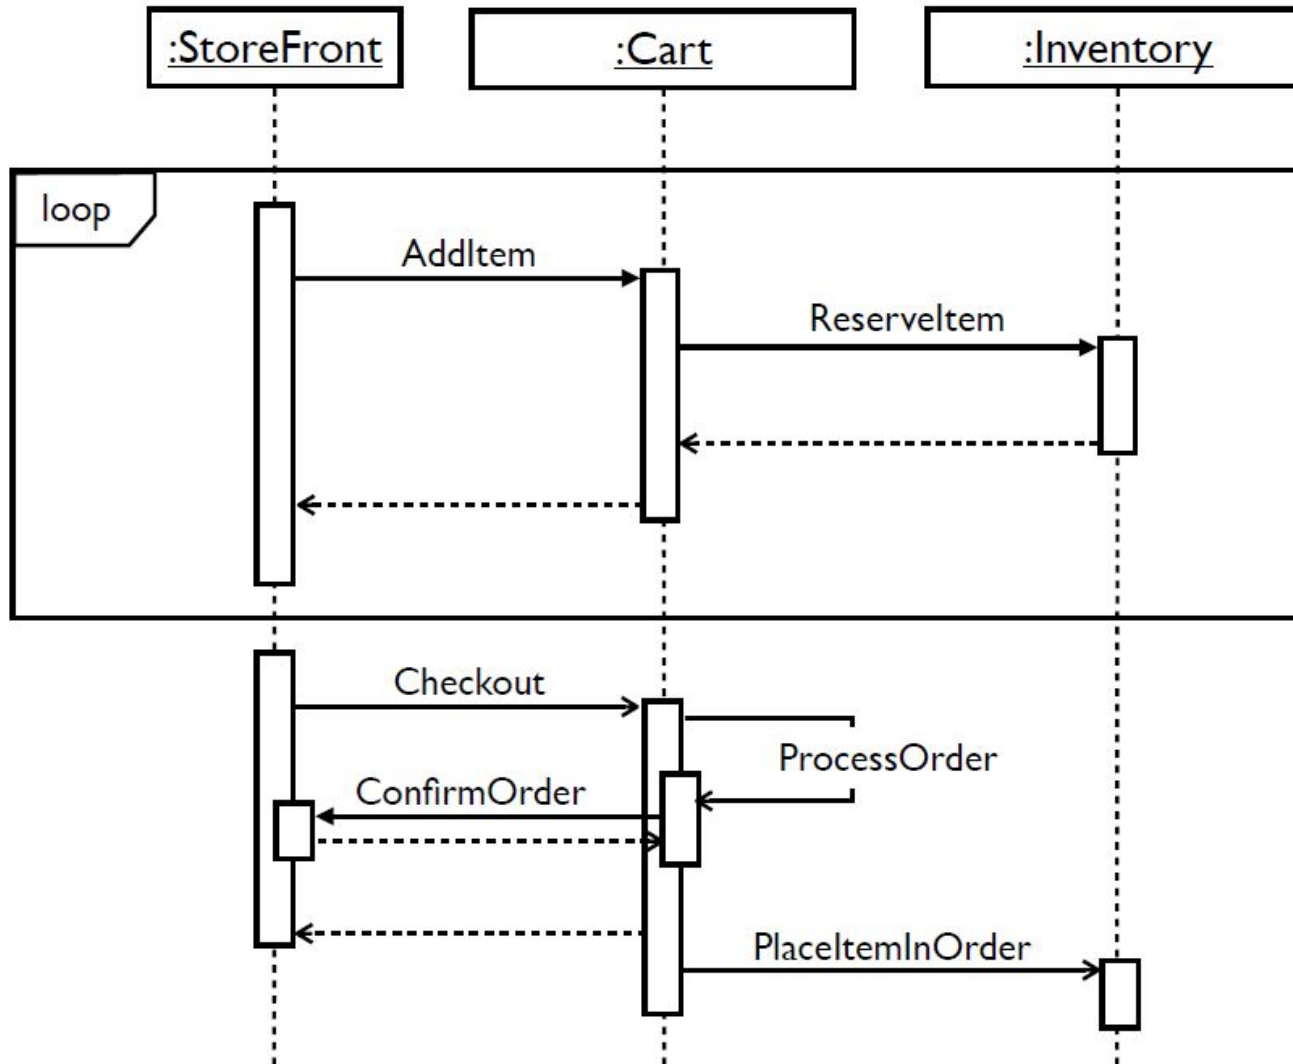 :StoreFront
:Cart
:Inventory
loop
AddItem
ReserveItem
Checkout
ProcessOrder
ConfirmOrder
PlaceItemInOrder